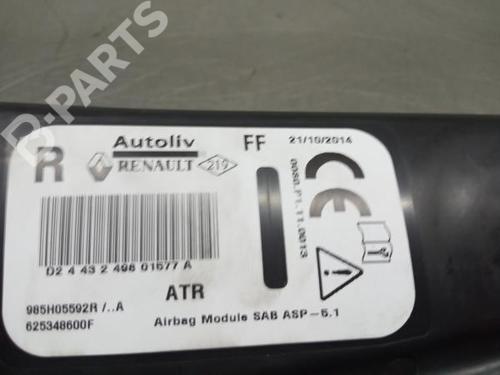 B-PARTS
Autoliv
FF
21/10/2014
R
RENAULT
219
0080.P1.11.0013
CE
D2 4 43 2 498 01677 A
ATR
985H05592R /..A
625348600F
Airbag Module SAB ASP-5.1